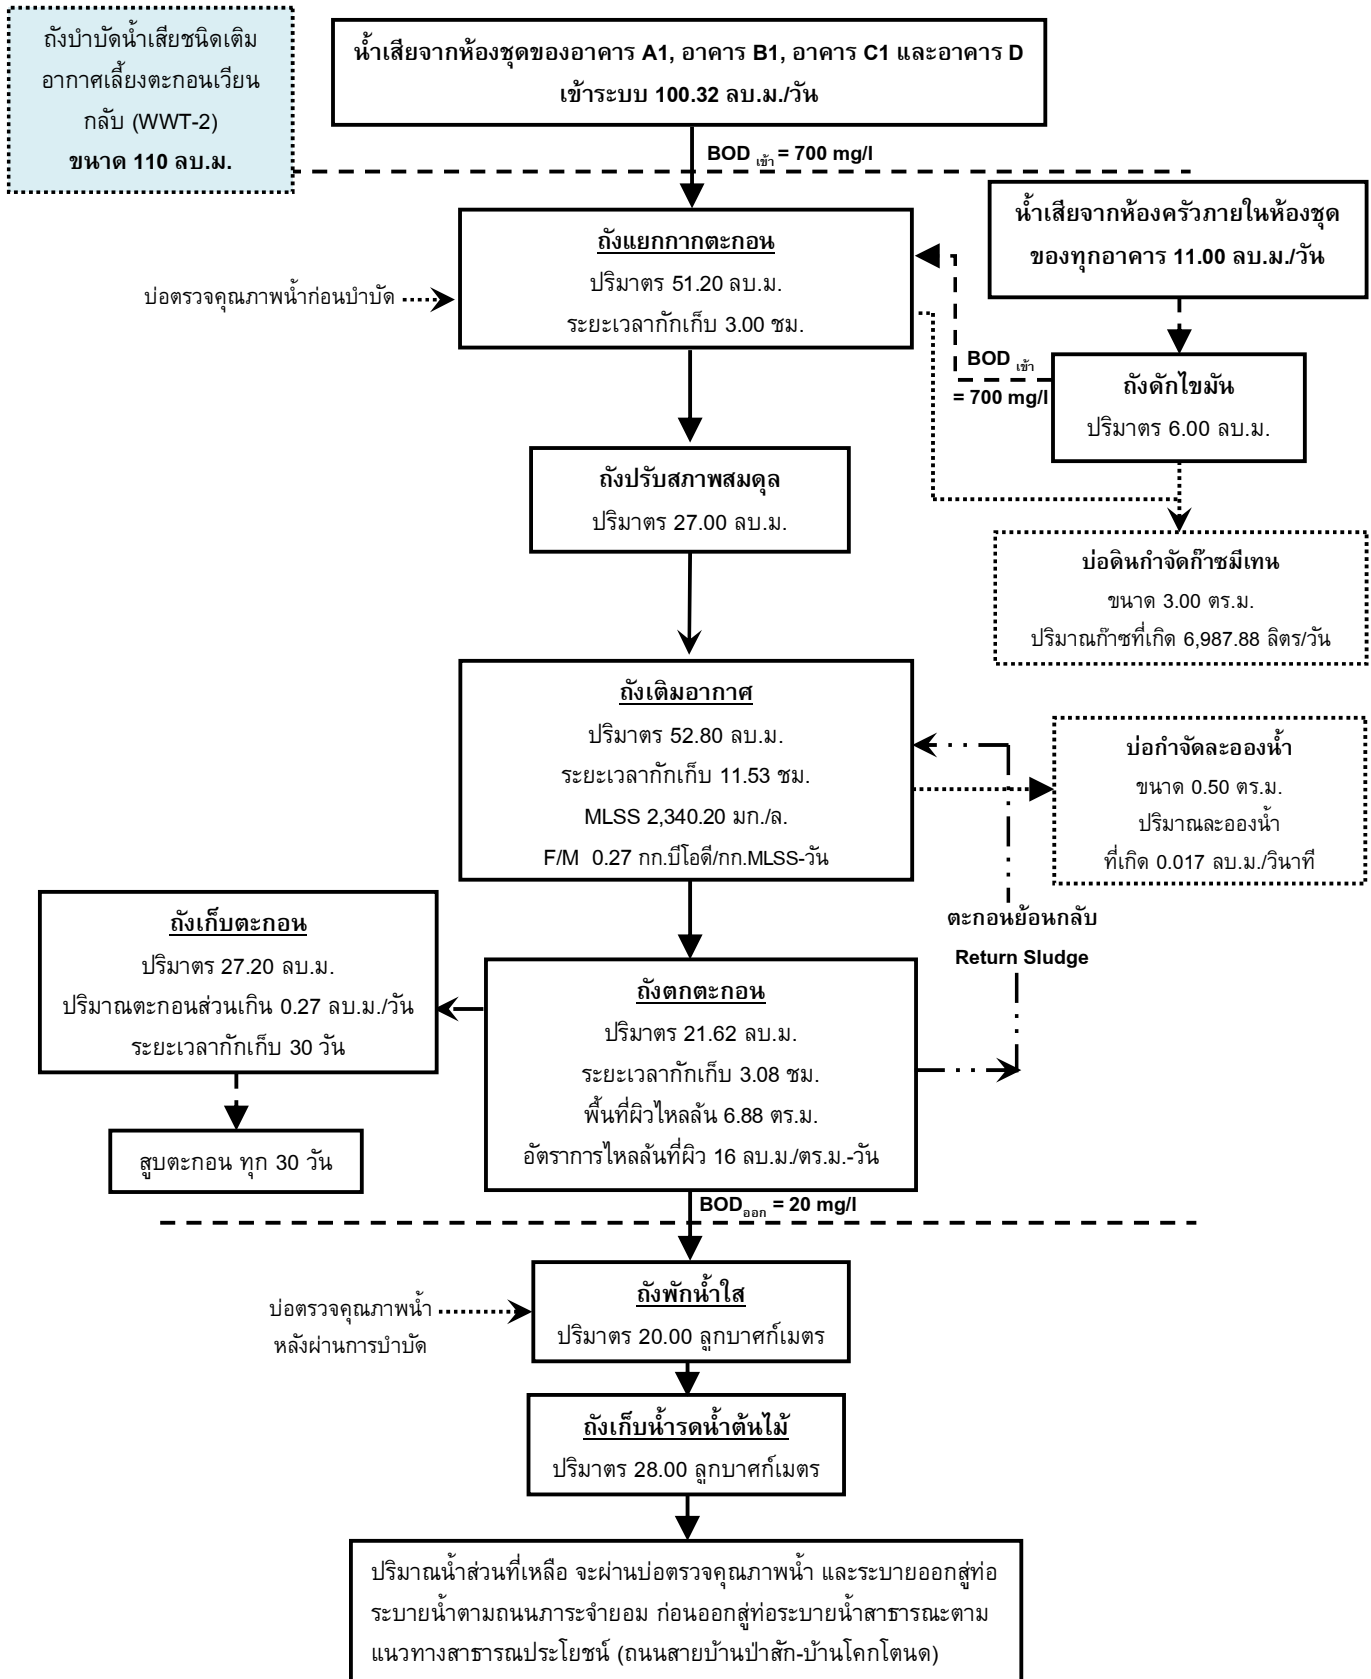 ถังบำบัดน้ำเสียชนิดเติม
อากาศเลี้ยงตะกอนเวียน
กลับ (WWT-2)
ขนาด 110 ลบ.ม.
น้ำเสียจากห้องชุดของอาคาร A1, อาคาร B1, อาคาร C1 และอาคาร D
เข้าระบบ 100.32 ลบ.ม./วัน
BOD เข้า = 700 mg/l
น้ำเสียจากห้องครัวภายในห้องชุด
ของทุกอาคาร 11.00 ลบ.ม./วัน
ถังแยกกากตะกอน
ปริมาตร 51.20 ลบ.ม.
ระยะเวลากักเก็บ 3.00 ชม.
บ่อตรวจคุณภาพน้ำก่อนบำบัด
BOD เข้า
= 700 mg/l
ถังดักไขมัน
ปริมาตร 6.00 ลบ.ม.
ถังปรับสภาพสมดุล
ปริมาตร 27.00 ลบ.ม.
บ่อดินกำจัดก๊าซมีเทน
ขนาด 3.00 ตร.ม.
ปริมาณก๊าซที่เกิด 6,987.88 ลิตร/วัน
ถังเติมอากาศ
ปริมาตร 52.80 ลบ.ม.
ระยะเวลากักเก็บ 11.53 ชม.
MLSS 2,340.20 มก./ล.
F/M 0.27 กก.บีโอดี/กก.MLSS-วัน
บ่อกำจัดละอองน้ำ
ขนาด 0.50 ตร.ม.
ปริมาณละอองน้ำ
ที่เกิด 0.017 ลบ.ม./วินาที
ตะกอนย้อนกลับ
Return Sludge
ถังเก็บตะกอน
ปริมาตร 27.20 ลบ.ม.
ปริมาณตะกอนส่วนเกิน 0.27 ลบ.ม./วัน
ระยะเวลากักเก็บ 30 วัน
ถังตกตะกอน
ปริมาตร 21.62 ลบ.ม.
ระยะเวลากักเก็บ 3.08 ชม.
พื้นที่ผิวไหลล้น 6.88 ตร.ม.
อัตราการไหลล้นที่ผิว 16 ลบ.ม./ตร.ม.-วัน
สูบตะกอน ทุก 30 วัน
BODออก = 20 mg/l
ถังพักน้ำใส
ปริมาตร 20.00 ลูกบาศก์เมตร
บ่อตรวจคุณภาพน้ำ
หลังผ่านการบำบัด
ถังเก็บน้ำรดน้ำต้นไม้
ปริมาตร 28.00 ลูกบาศก์เมตร
ปริมาณน้ำส่วนที่เหลือ จะผ่านบ่อตรวจคุณภาพน้ำ และระบายออกสู่ท่อ
ระบายน้ำตามถนนภาระจำยอม ก่อนออกสู่ท่อระบายน้ำสาธารณะตาม
แนวทางสาธารณประโยชน์ (ถนนสายบ้านป่าสัก-บ้านโคกโตนด)